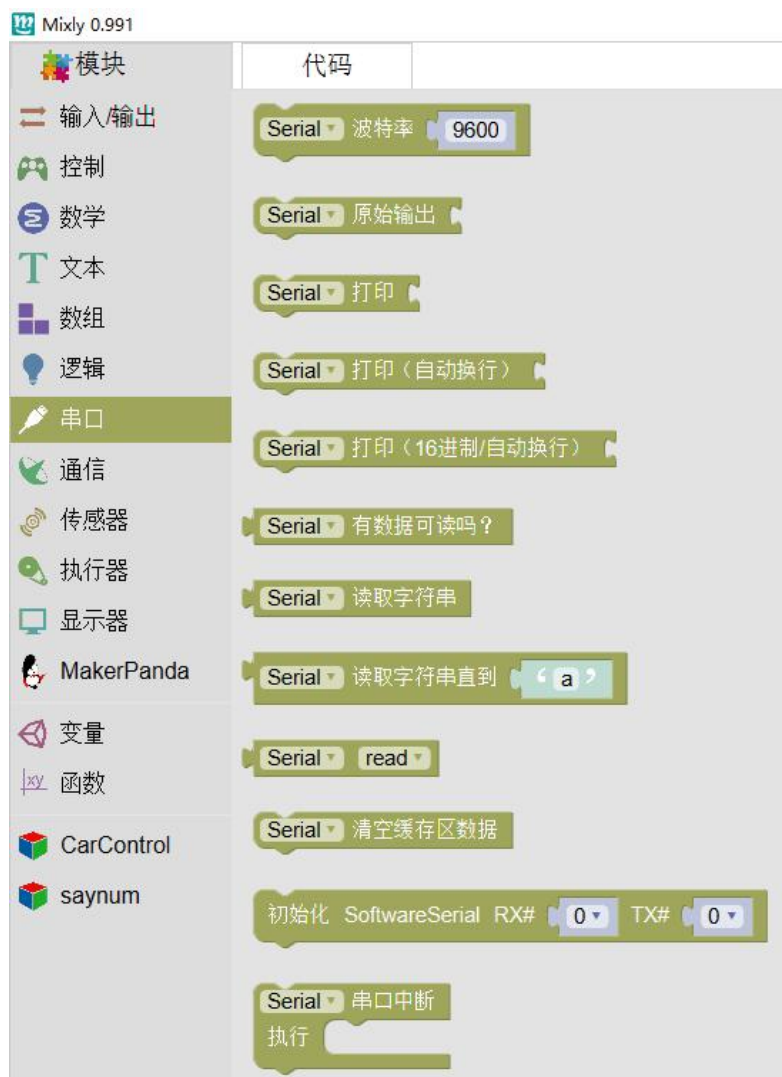 Mixly 0.991
模块
代码
输入/输出
控制
数学
文本
数组
逻辑
串口
通信
传感器
执行器
显示器
MakerPanda
变量
函数
CarControl
saynum
Serial 波特率 9600
Serial 原始输出
Serial 打印
Serial 打印（自动换行）
Serial 打印（16进制/自动换行）
Serial 有数据可读吗？
Serial 读取字符串
Serial 读取字符串直到 “ a ”
Serial read
Serial 清空缓存区数据
初始化 SoftwareSerial RX# 0 TX# 0
Serial 串口中断
执行